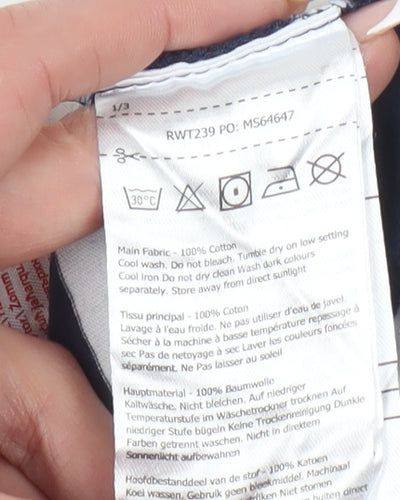 1/3
RWT239 PO: MS64647
30°C
Main Fabric - 100% Cotton
Cool wash. Do not bleach. Tumble dry on low setting
Cool Iron Do not dry clean Wash dark colours
separately. Store away from direct sunlight
Tissu principal - 100% Coton
Lavage à l'eau froide. Ne pas utiliser d'eau de javel.
Sécher à la machine à basse température repassage à
sec Pas de netoyage à sec Laver les couleurs foncées
séparément. Ne Pas laisser au soleil
Hauptmaterial - 100% Baumwolle
Kaltwäsche. Nicht bleichen. Auf niedriger
Temperaturstufe im Wäschetrockner trocknen Auf
niedriger Stufe bügeln Keine Trockenreinigung Dunkle
Farben getrennt waschen. Nicht in direktem
Sonnenlicht aufbewahren
Hoofdbestanddeel van de stof - 100% Katoen
Koel wassen. Gebruik geen bleekmiddel. Machinaal
drogen Niet stomen
direct